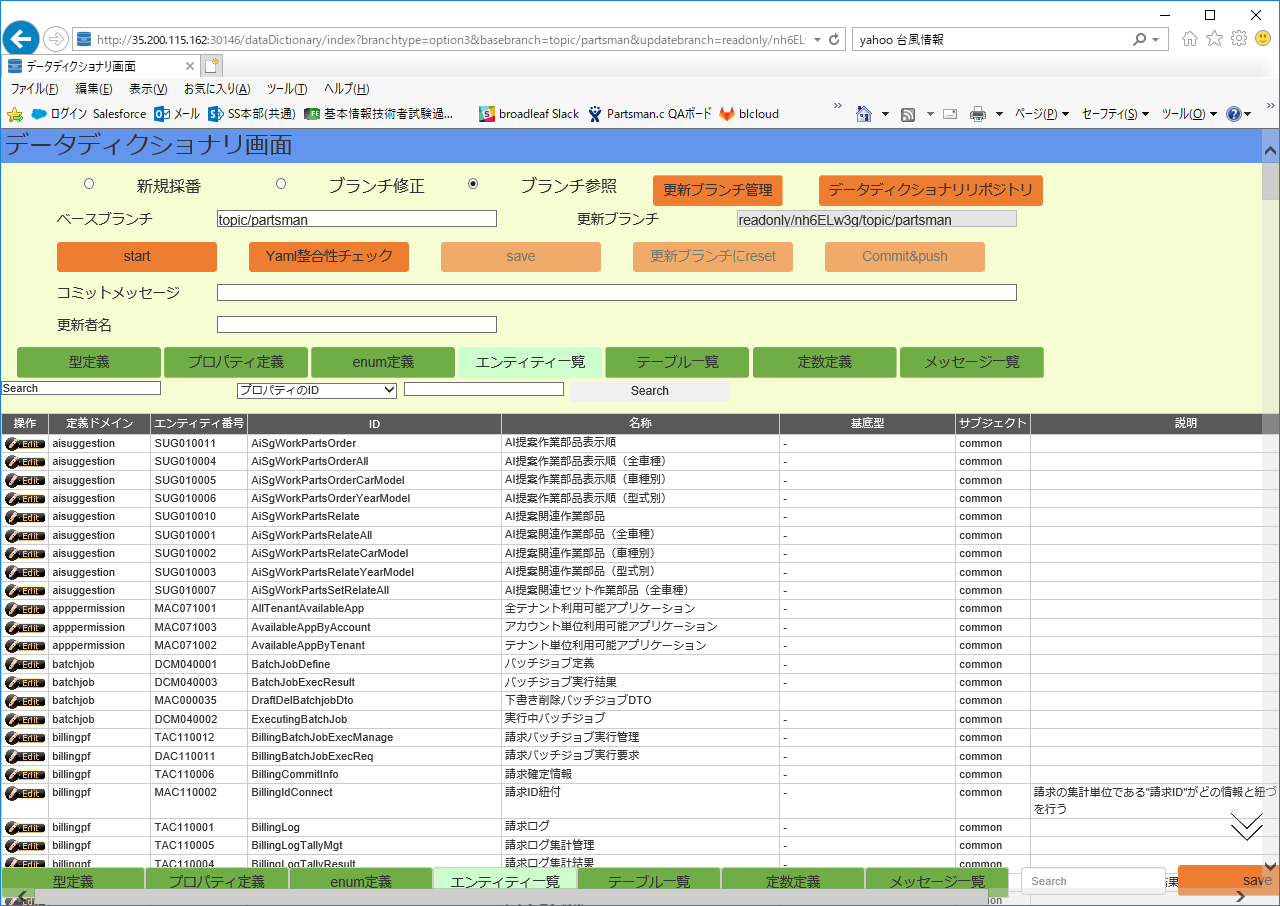 http://35.200.115.162:30146/dataDictionary/index?branchtype=option3&basebranch=topic/partsman&updatebranch=readonly/nh6EL
yahoo 台風情報
データディクショナリ画面
ファイル(F) 編集(E) 表示(V) お気に入り(A) ツール(T) ヘルプ(H)
ログイン Salesforce メール SS本部(共通) 基本情報技術者試験過... broadleaf Slack Partsman.c QAボード blcloud ページ(P) セーフティ(S) ツール(O)
データディクショナリ画面
新規採番 ブランチ修正 ブランチ参照 更新ブランチ管理 データディクショナリリポジトリ
ベースブランチ topic/partsman 更新ブランチ readonly/nh6ELw3g/topic/partsman
start Yaml整合性チェック save 更新ブランチにreset Commit&push
コミットメッセージ
更新者名
型定義 プロパティ定義 enum定義 エンティティ一覧 テーブル一覧 定数定義 メッセージ一覧
Search プロパティのID Search
操作 定義ドメイン エンティティ番号 ID 名称 基底型 サブジェクト 説明
Edit aisuggestion SUG010011 AiSgWorkPartsOrder AI提案作業部品表示順 - common
Edit aisuggestion SUG010004 AiSgWorkPartsOrderAll AI提案作業部品表示順（全車種） - common
Edit aisuggestion SUG010005 AiSgWorkPartsOrderCarModel AI提案作業部品表示順（車種別） - common
Edit aisuggestion SUG010006 AiSgWorkPartsOrderYearModel AI提案作業部品表示順（型式別） - common
Edit aisuggestion SUG010010 AiSgWorkPartsRelate AI提案関連作業部品 - common
Edit aisuggestion SUG010001 AiSgWorkPartsRelateAll AI提案関連作業部品（全車種） - common
Edit aisuggestion SUG010002 AiSgWorkPartsRelateCarModel AI提案関連作業部品（車種別） - common
Edit aisuggestion SUG010003 AiSgWorkPartsRelateYearModel AI提案関連作業部品（型式別） - common
Edit aisuggestion SUG010007 AiSgWorkPartsSetRelateAll AI提案関連セット作業部品（全車種） - common
Edit apppermission MAC071001 AllTenantAvailableApp 全テナント利用可能アプリケーション - common
Edit apppermission MAC071003 AvailableAppByAccount アカウント単位利用可能アプリケーション - common
Edit apppermission MAC071002 AvailableAppByTenant テナント単位利用可能アプリケーション - common
Edit batchjob DCM040001 BatchJobDefine バッチジョブ定義 - common
Edit batchjob DCM040003 BatchJobExecResult バッチジョブ実行結果 - common
Edit batchjob MAC000035 DraftDelBatchjobDto 下書き削除バッチジョブDTO common
Edit batchjob DCM040002 ExecutingBatchJob 実行中バッチジョブ - common
Edit billingpf TAC110012 BillingBatchJobExecManage 請求バッチジョブ実行管理 - common
Edit billingpf DAC110011 BillingBatchJobExecReq 請求バッチジョブ実行要求 - common
Edit billingpf TAC110006 BillingCommitInfo 請求確定情報 - common
Edit billingpf MAC110002 BillingIdConnect 請求ID紐付 - common 請求の集計単位である"請求ID"がどの情報と紐づ
を行う
Edit billingpf TAC110001 BillingLog 請求ログ - common
Edit billingpf TAC110005 BillingLogTallyMgt 請求ログ集計管理 - common
Edit billingpf TAC110004 BillingLogTallyResult 請求ログ集計結果 - common
型定義 プロパティ定義 enum定義 エンティティ一覧 テーブル一覧 定数定義 メッセージ一覧 Search save